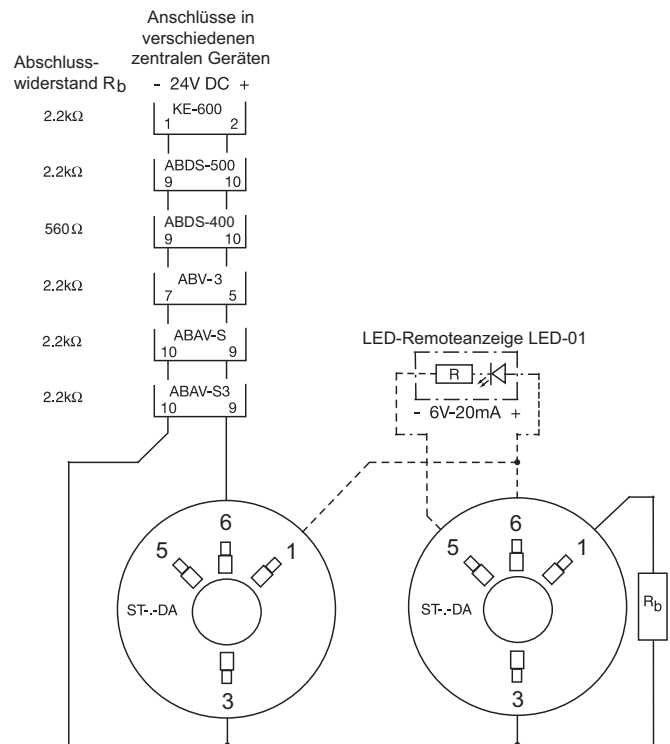 Anschlüsse in
verschiedenen
zentralen Geräten
Abschluss-
widerstand Rb
- 24V DC +
2.2kΩ
KE-600
1 2
2.2kΩ
ABDS-500
9 10
560Ω
ABDS-400
9 10
2.2kΩ
ABV-3
7 5
2.2kΩ
ABAV-S
10 9
2.2kΩ
ABAV-S3
10 9
LED-Remoteanzeige LED-01
R
- 6V-20mA +
6
5 1
ST-.-DA
3
6
5 1
ST-.-DA
3
Rb